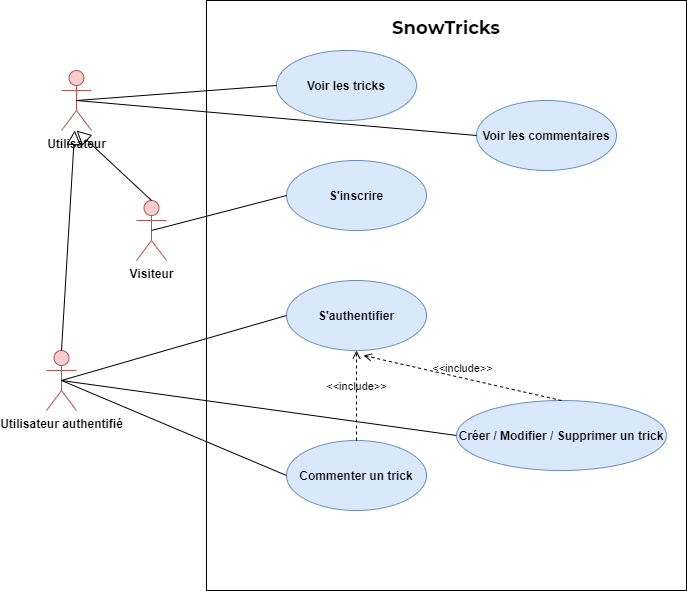 SnowTricks
Voir les tricks
Voir les commentaires
Utilisateur
S'inscrire
Visiteur
S'authentifier
<<include>>
<<include>>
Utilisateur authentifié
Créer / Modifier / Supprimer un trick
Commenter un trick